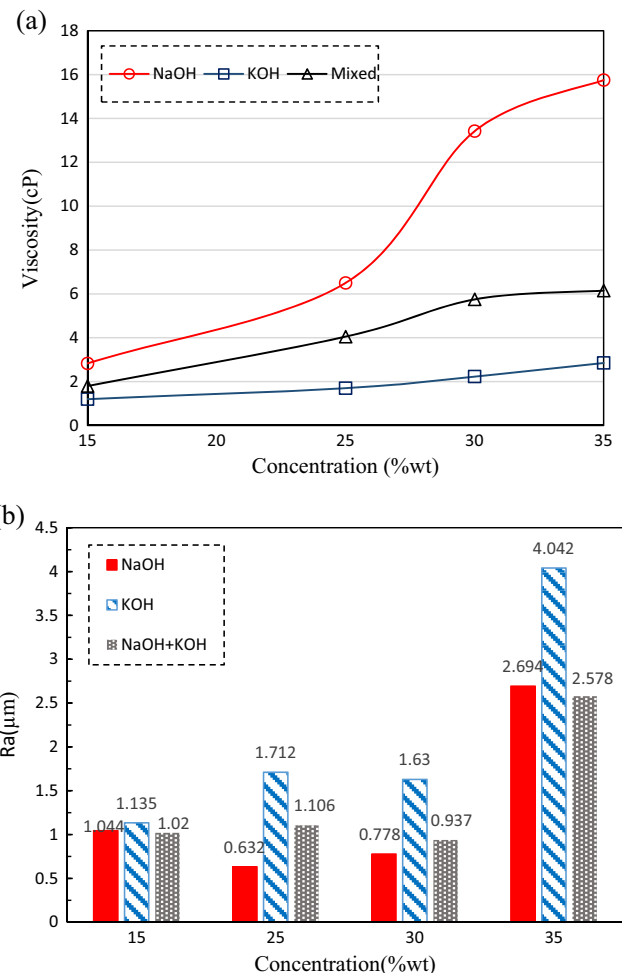 (a)
18
16
14
12
10
8
6
4
2
0
Viscosity(cP)
NaOH KOH Mixed
15 20 25 30 35
Concentration (%wt)
(b)
4.5
4
3.5
3
2.5
2
1.5
1
0.5
0
Ra(μm)
NaOH
KOH
NaOH+KOH
1.044 1.135 1.02
0.632 1.712 1.106
0.778 1.63 0.937
2.694 4.042 2.578
15 25 30 35
Concentration(%wt)